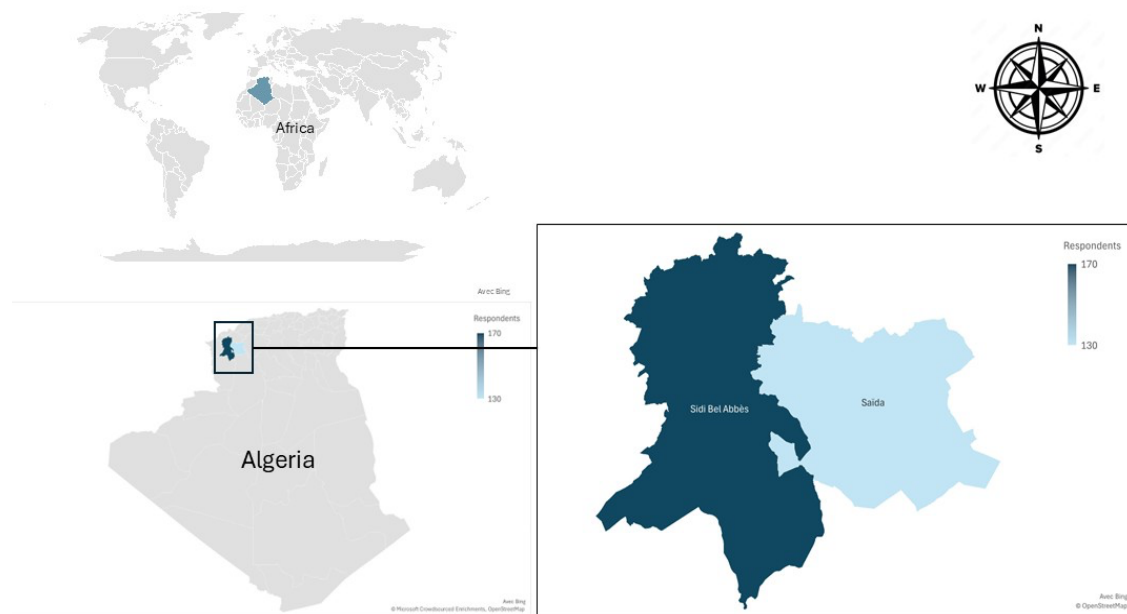 Africa
N
W
E
S
Avec Bing
Respondents
170
130
Algeria
Avec Bing
© Microsoft Crowdsourced Enrichments, OpenStreetMap
Respondents
170
130
Sidi Bel Abbès
Saïda
Avec Bing
© OpenStreetMap